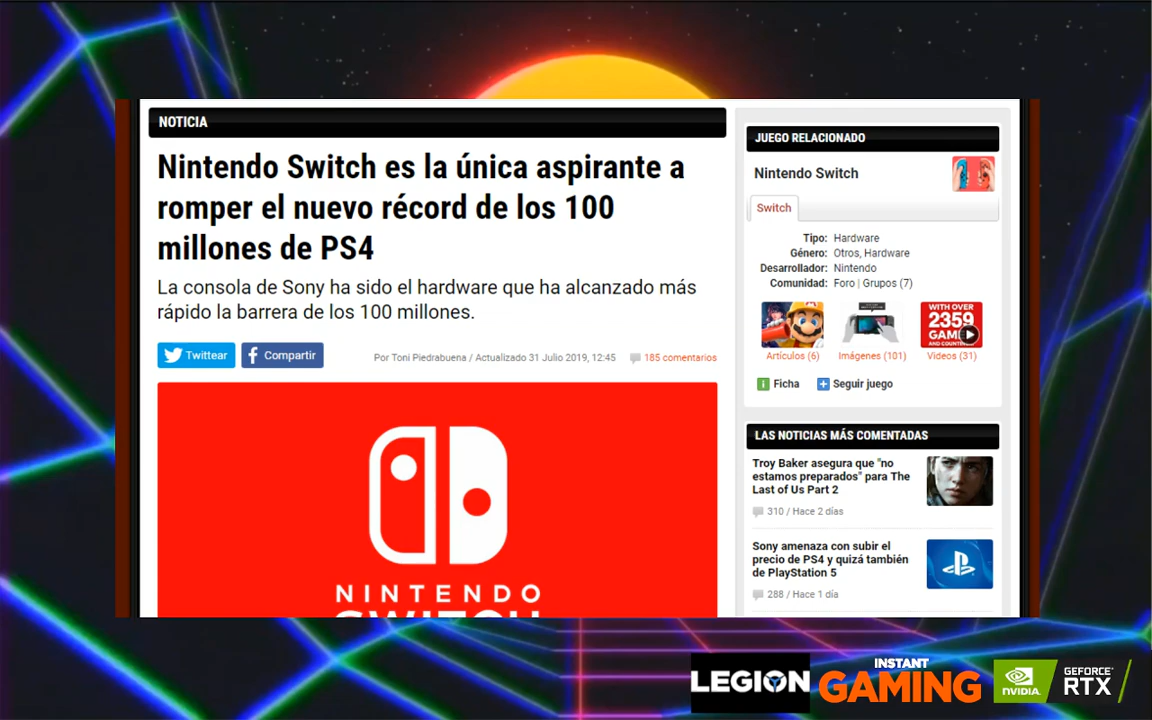 NOTICIA
Nintendo Switch es la única aspirante a
romper el nuevo récord de los 100
millones de PS4
La consola de Sony ha sido el hardware que ha alcanzado más
rápido la barrera de los 100 millones.
Twittear
Compartir
Por Toni Piedrabuena / Actualizado 31 Julio 2019, 12:45
185 comentarios
NINTENDO
SWITCH
JUEGO RELACIONADO
Nintendo Switch
Switch
Tipo: Hardware
Género: Otros, Hardware
Desarrollador: Nintendo
Comunidad: Foro | Grupos (7)
WITH OVER
2359
GAMES
AND COUNTING
Artículos (6)
Imágenes (101)
Videos (31)
Ficha
Seguir juego
LAS NOTICIAS MÁS COMENTADAS
Troy Baker asegura que "no
estamos preparados" para The
Last of Us Part 2
310 / Hace 2 días
Sony amenaza con subir el
precio de PS4 y quizá también
de PlayStation 5
288 / Hace 1 día
LEGION
INSTANT
GAMING
NVIDIA
GEFORCE
RTX